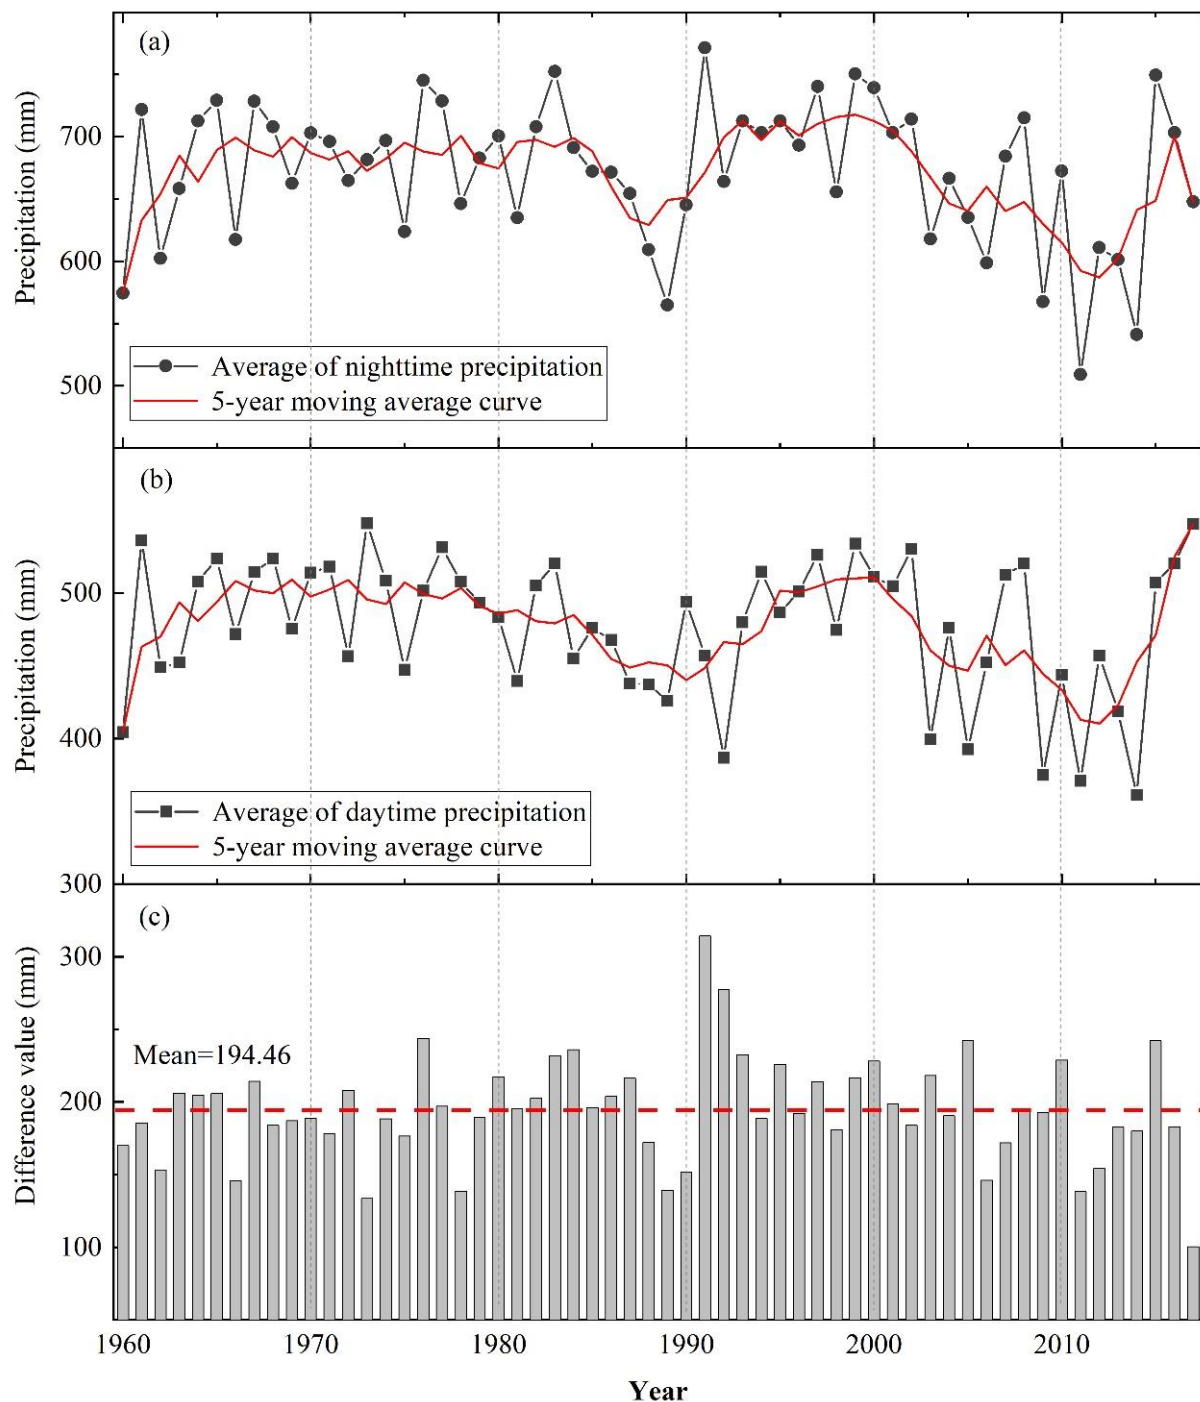 (a)
Precipitation (mm)
700
600
500
Average of nighttime precipitation
5-year moving average curve
(b)
Precipitation (mm)
500
400
300
Average of daytime precipitation
5-year moving average curve
(c)
Difference value (mm)
300
200
100
Mean=194.46
1960 1970 1980 1990 2000 2010
Year